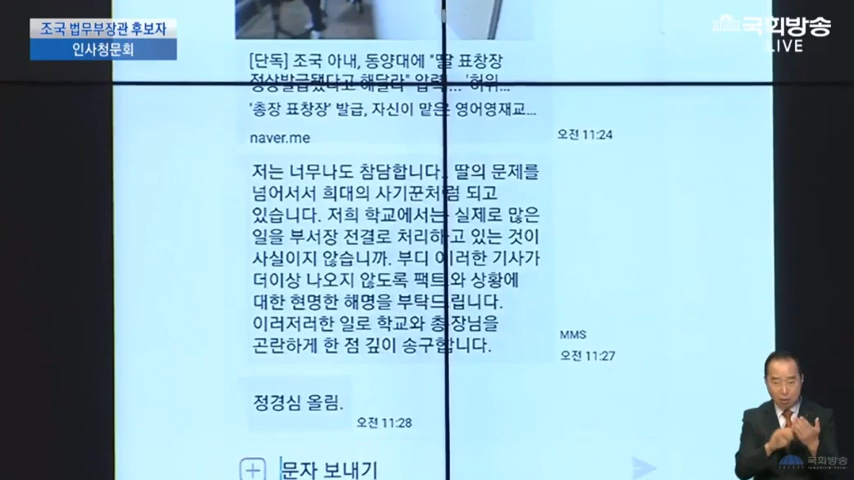 조국 법무부장관 후보자
인사청문회
국회방송
LIVE
[단독] 조국 아내, 동양대에 "딸 표창장
정상발급됐다고 해달라" 압력... '허위...
'총장 표창장' 발급, 자신이 맡은 영어영재교...
naver.me
오전 11:24
저는 너무나도 참담합니다. 딸의 문제를
넘어서서 희대의 사기꾼처럼 되고
있습니다. 저희 학교에서는 실제로 많은
일을 부서장 전결로 처리하고 있는 것이
사실이지 않습니까. 부디 이러한 기사가
더이상 나오지 않도록 팩트와 상황에
대한 현명한 해명을 부탁드립니다.
이러저러한 일로 학교와 총장님을
곤란하게 한 점 깊이 송구합니다.
MMS
오전 11:27
정경심 올림.
오전 11:28
문자 보내기
국회방송